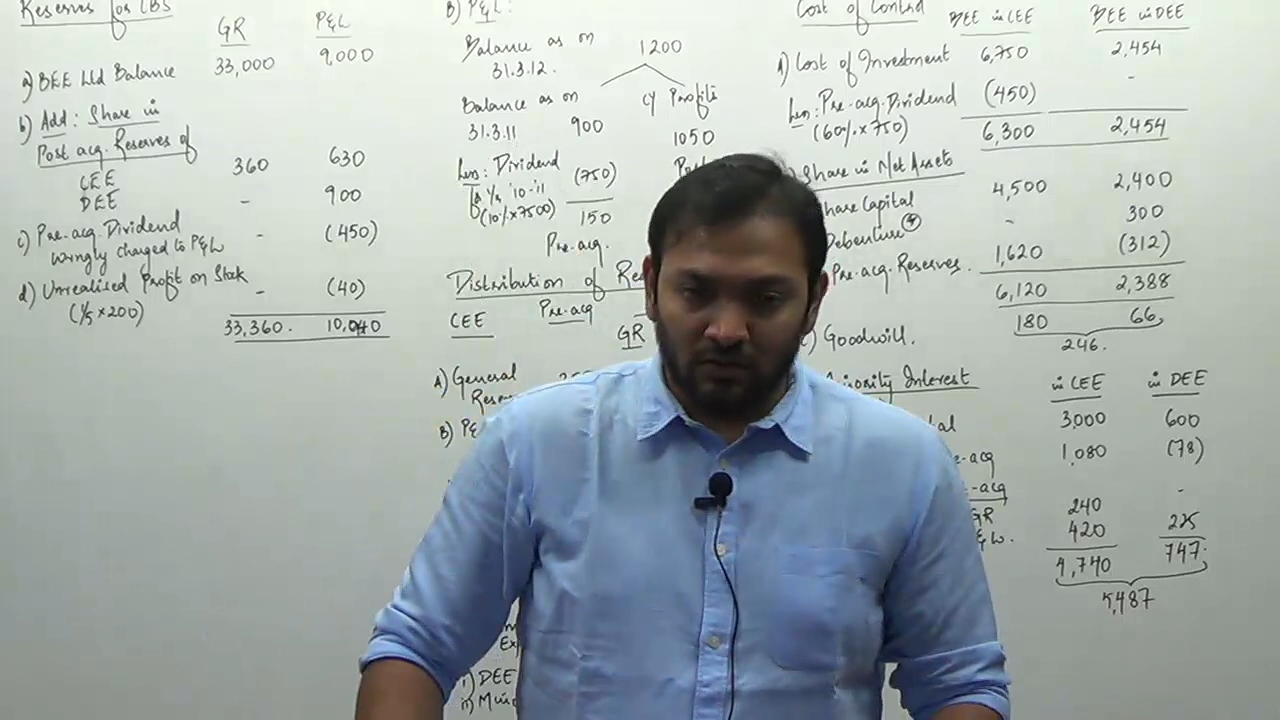 Reserves for CBS
GR P&L
a) BEE Ltd Balance 33,000 9,000
b) Add: Share in
Post acq. Reserves of
CEE 360 630
DEE - 900
c) Pre-acq. Dividend - (450)
wrongly charged to P&L
d) Unrealised Profit on Stock - (40)
(1/5 × 200)
33,360. 10,040
B) P&L:
Balance as on 1200
31.3.12.
Balance as on CY Profits
31.3.11 900 1050
Less: Dividend (750)
(10% × 7500) 150
Pre-acq.
Distribution of
Pre-acq
CEE
GR
A) General
B)
i) DEE
ii)
Cost of Control
BEE in CEE BEE in DEE
A) Cost of Investment 6,750 2,454
Less: Pre-acq. Dividend (450) -
(60% × 750) 6,300 2,454
Share in Net Assets
Share Capital 4,500 2,400
Debenture - 300
Pre-acq. Reserves. 1,620 (312)
6,120 2,388
180 66
C) Goodwill. 246.
Interest in CEE in DEE
3,000 600
1,080 (78)
-
GR 240
420 225
4,740 747.
5,487